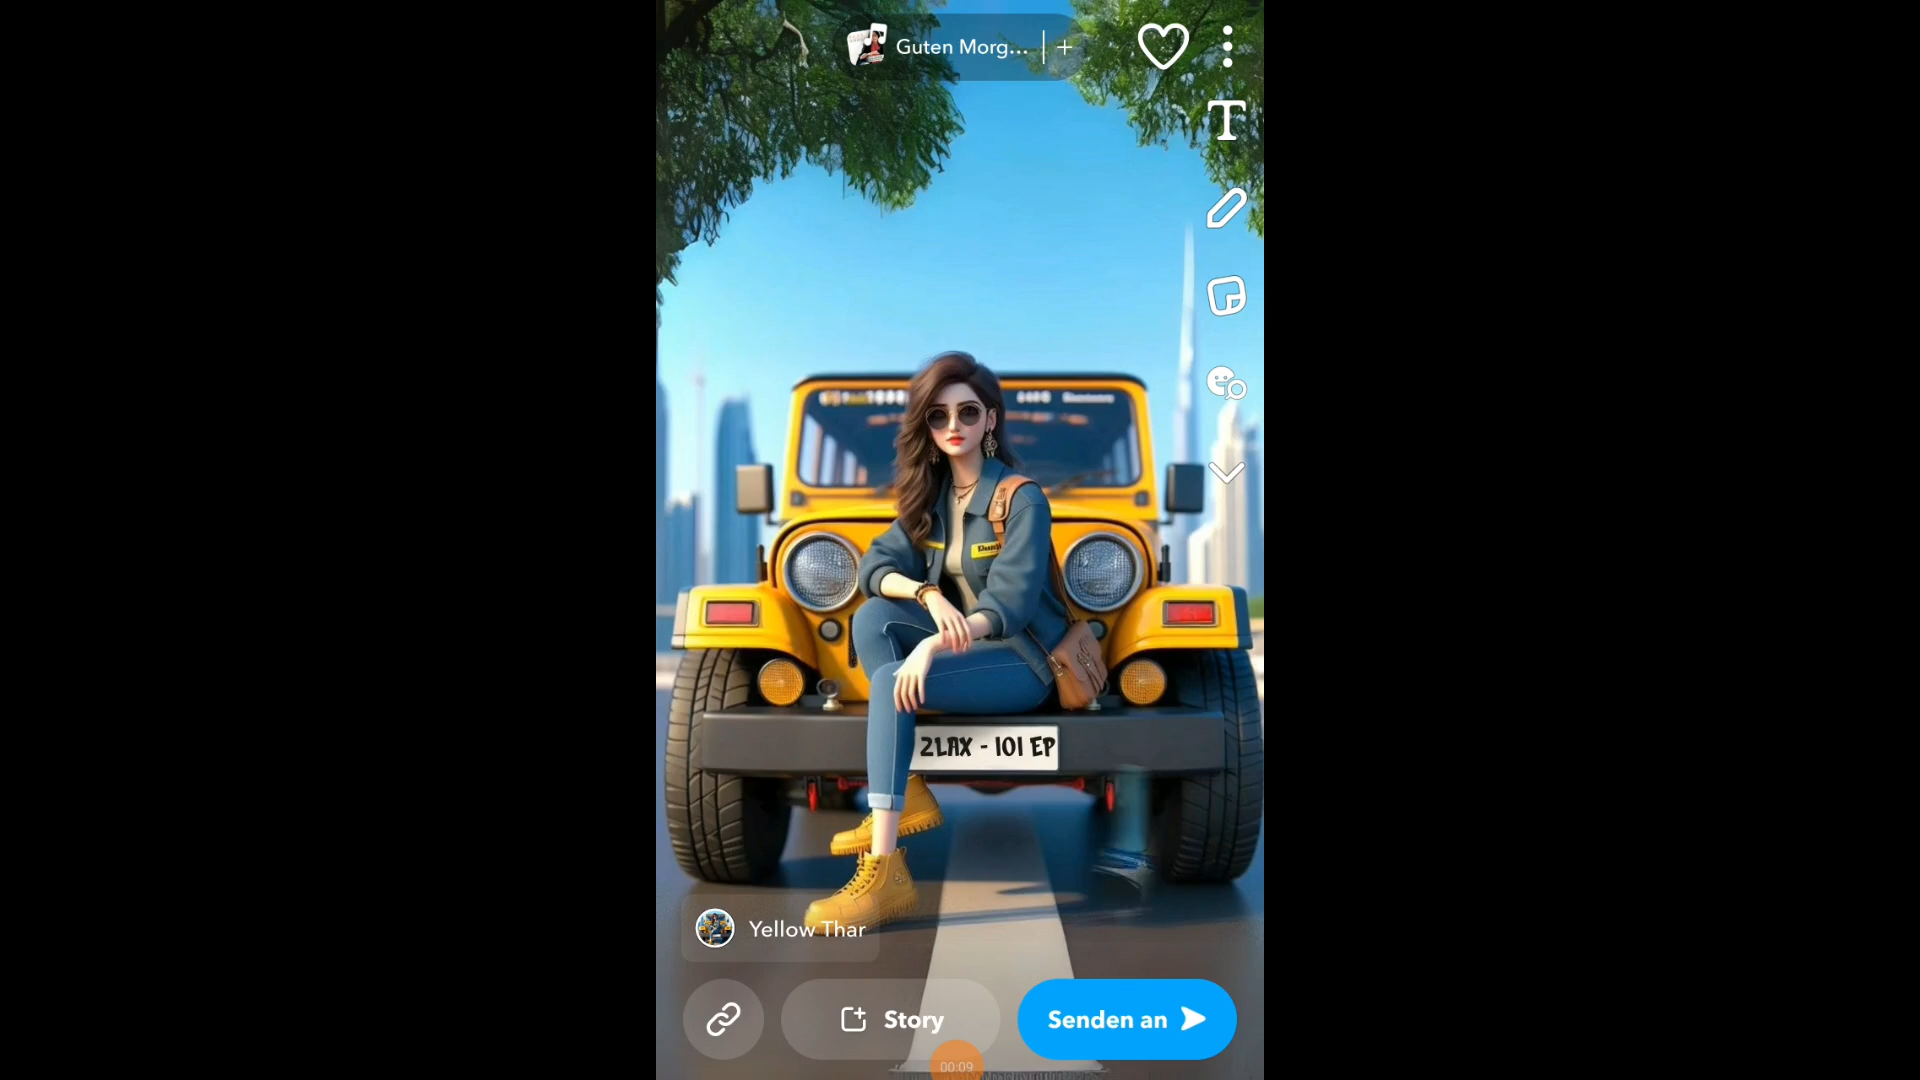 Guten Morg...
T
2LAX - 101 EP
Yellow Thar
Story
Senden an
00:09